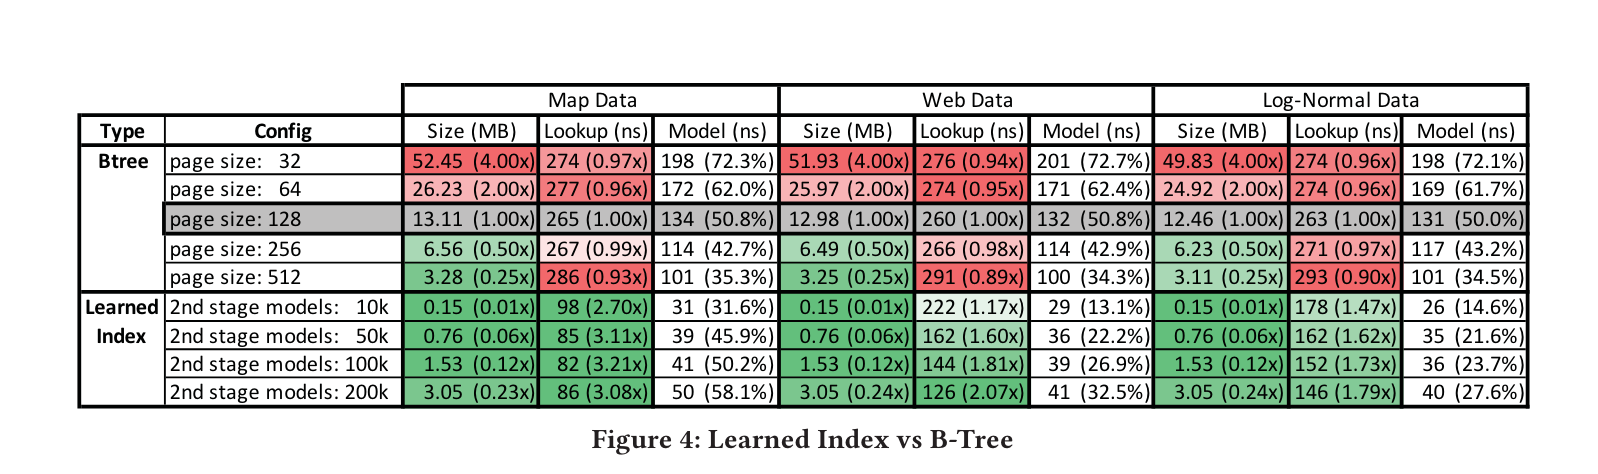 Map Data Web Data Log-Normal Data
Type Config Size (MB) Lookup (ns) Model (ns) Size (MB) Lookup (ns) Model (ns) Size (MB) Lookup (ns) Model (ns)
Btree page size: 32 52.45 (4.00x) 274 (0.97x) 198 (72.3%) 51.93 (4.00x) 276 (0.94x) 201 (72.7%) 49.83 (4.00x) 274 (0.96x) 198 (72.1%)
page size: 64 26.23 (2.00x) 277 (0.96x) 172 (62.0%) 25.97 (2.00x) 274 (0.95x) 171 (62.4%) 24.92 (2.00x) 274 (0.96x) 169 (61.7%)
page size: 128 13.11 (1.00x) 265 (1.00x) 134 (50.8%) 12.98 (1.00x) 260 (1.00x) 132 (50.8%) 12.46 (1.00x) 263 (1.00x) 131 (50.0%)
page size: 256 6.56 (0.50x) 267 (0.99x) 114 (42.7%) 6.49 (0.50x) 266 (0.98x) 114 (42.9%) 6.23 (0.50x) 271 (0.97x) 117 (43.2%)
page size: 512 3.28 (0.25x) 286 (0.93x) 101 (35.3%) 3.25 (0.25x) 291 (0.89x) 100 (34.3%) 3.11 (0.25x) 293 (0.90x) 101 (34.5%)
Learned 2nd stage models: 10k 0.15 (0.01x) 98 (2.70x) 31 (31.6%) 0.15 (0.01x) 222 (1.17x) 29 (13.1%) 0.15 (0.01x) 178 (1.47x) 26 (14.6%)
Index 2nd stage models: 50k 0.76 (0.06x) 85 (3.11x) 39 (45.9%) 0.76 (0.06x) 162 (1.60x) 36 (22.2%) 0.76 (0.06x) 162 (1.62x) 35 (21.6%)
2nd stage models: 100k 1.53 (0.12x) 82 (3.21x) 41 (50.2%) 1.53 (0.12x) 144 (1.81x) 39 (26.9%) 1.53 (0.12x) 152 (1.73x) 36 (23.7%)
2nd stage models: 200k 3.05 (0.23x) 86 (3.08x) 50 (58.1%) 3.05 (0.24x) 126 (2.07x) 41 (32.5%) 3.05 (0.24x) 146 (1.79x) 40 (27.6%)
Figure 4: Learned Index vs B-Tree